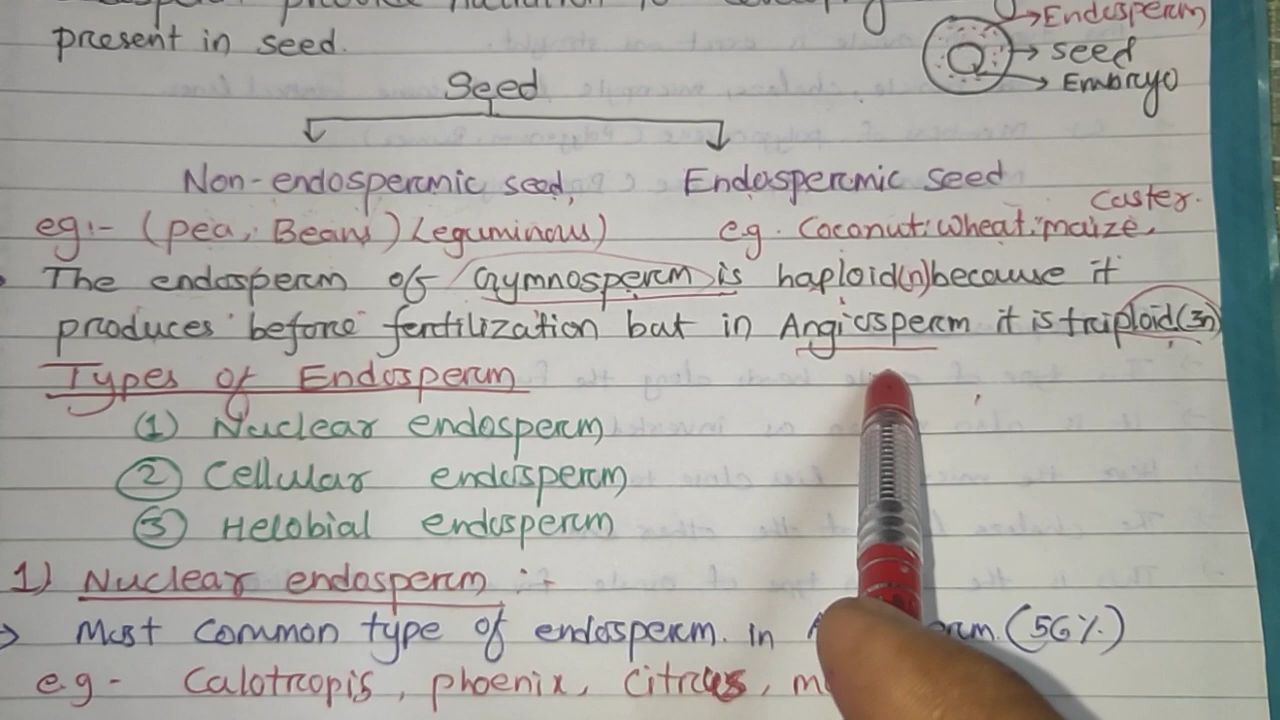 present in seed.
→Endosperm
→ seed
→ Embryo
Seed
Non-endospermic seed, Endospermic seed
caster.
eg:- (pea, Beans) Leguminous) e.g. Coconut, Wheat, maize,
The endosperm of Gymnosperm is haploid(n) because it
produces before fertilization but in Angiosperm it is triploid(3n)
Types of Endosperm
(1) Nuclear endosperm
(2) Cellular endosperm
(3) Helobial endosperm
1) Nuclear endosperm :-
→ Most common type of endosperm in (56%)
e.g - Calotropis, phoenix, Citrus,